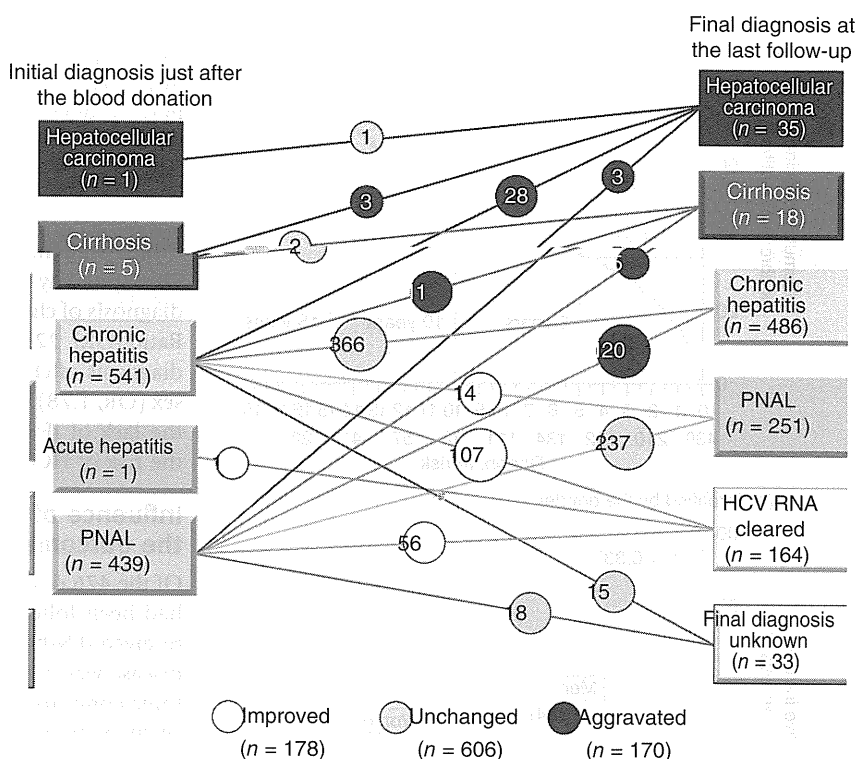 Final diagnosis at
the last follow-up
Initial diagnosis just after
the blood donation
Hepatocellular
carcinoma
(n = 1)
Cirrhosis
(n = 5)
Chronic
hepatitis
(n = 541)
Acute hepatitis
(n = 1)
PNAL
(n = 439)
1
3
28
3
2
1
5
366
20
14
1
107
237
56
15
18
Hepatocellular
carcinoma
(n = 35)
Cirrhosis
(n = 18)
Chronic
hepatitis
(n = 486)
PNAL
(n = 251)
HCV RNA
cleared
(n = 164)
Final diagnosis
unknown
(n = 33)
Improved
(n = 178)
Unchanged
(n = 606)
Aggravated
(n = 170)